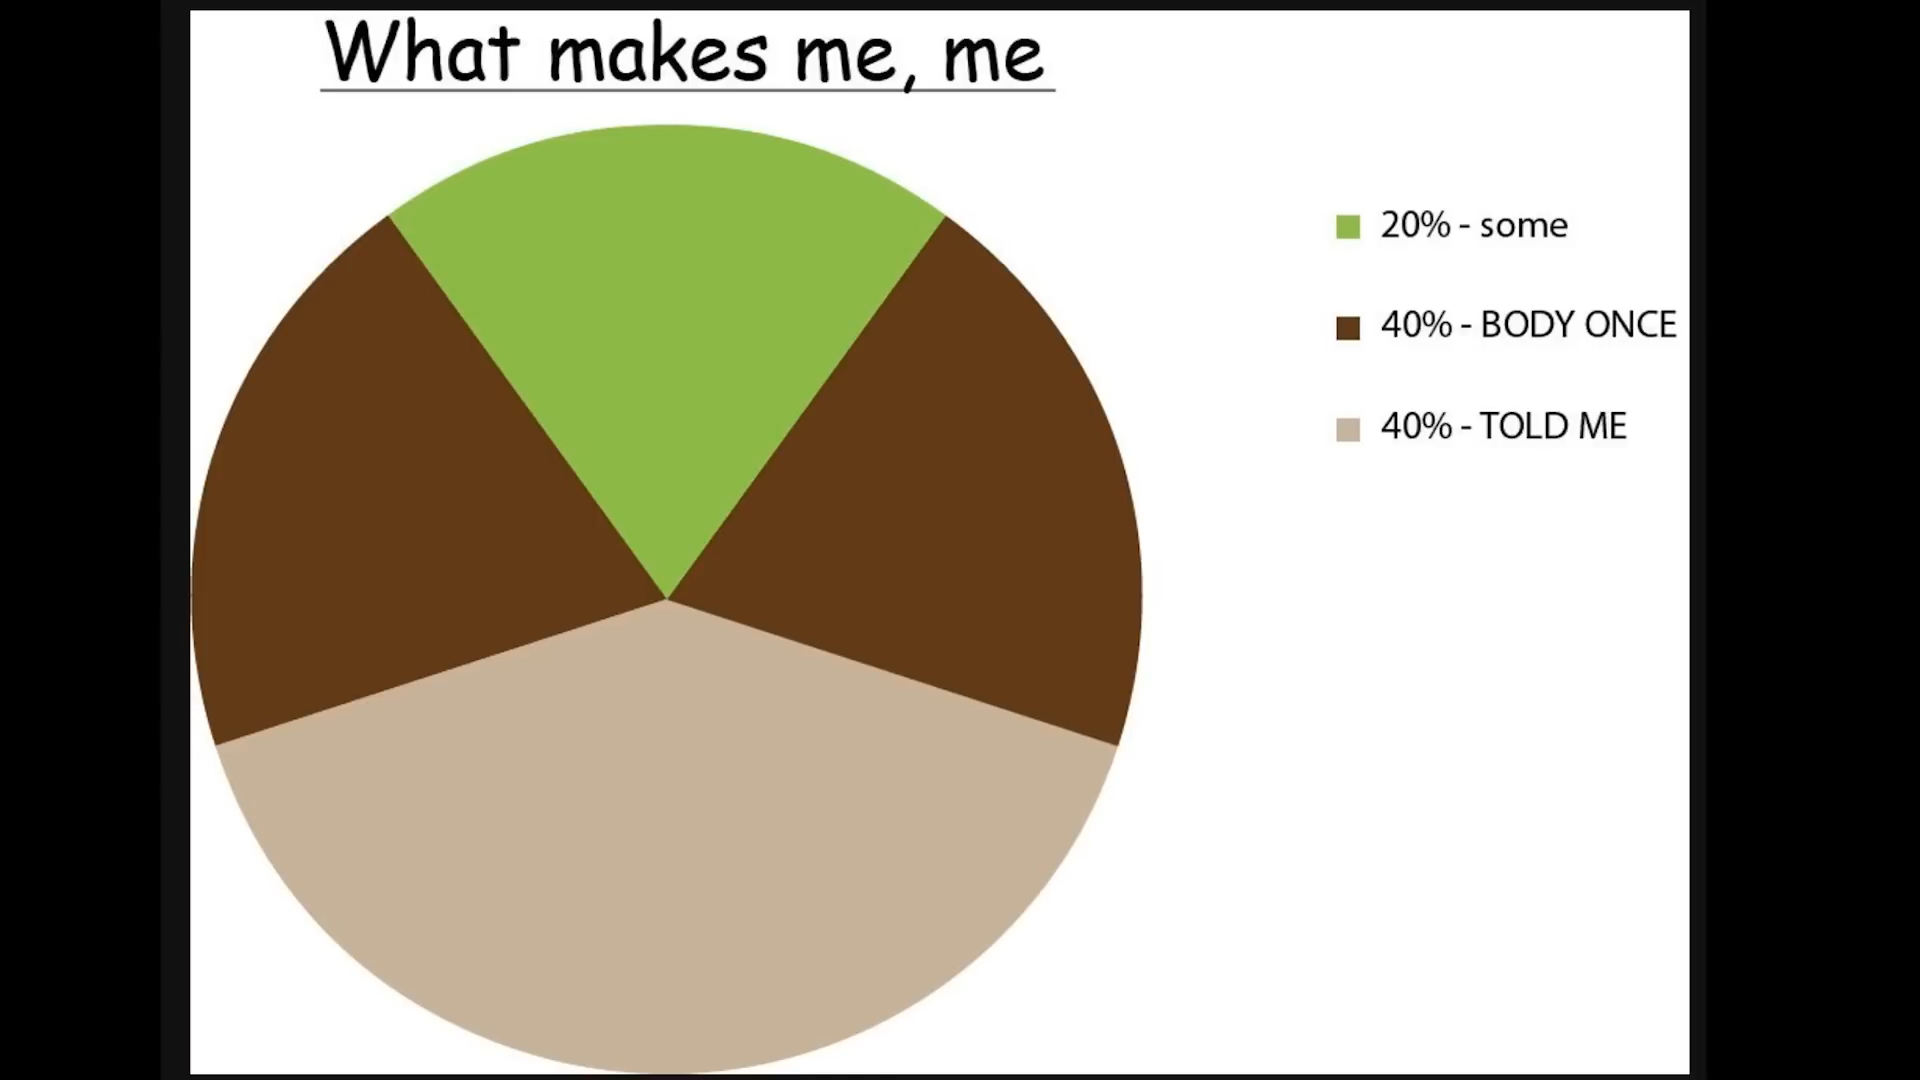 What makes me, me
20% - some
40% - BODY ONCE
40% - TOLD ME